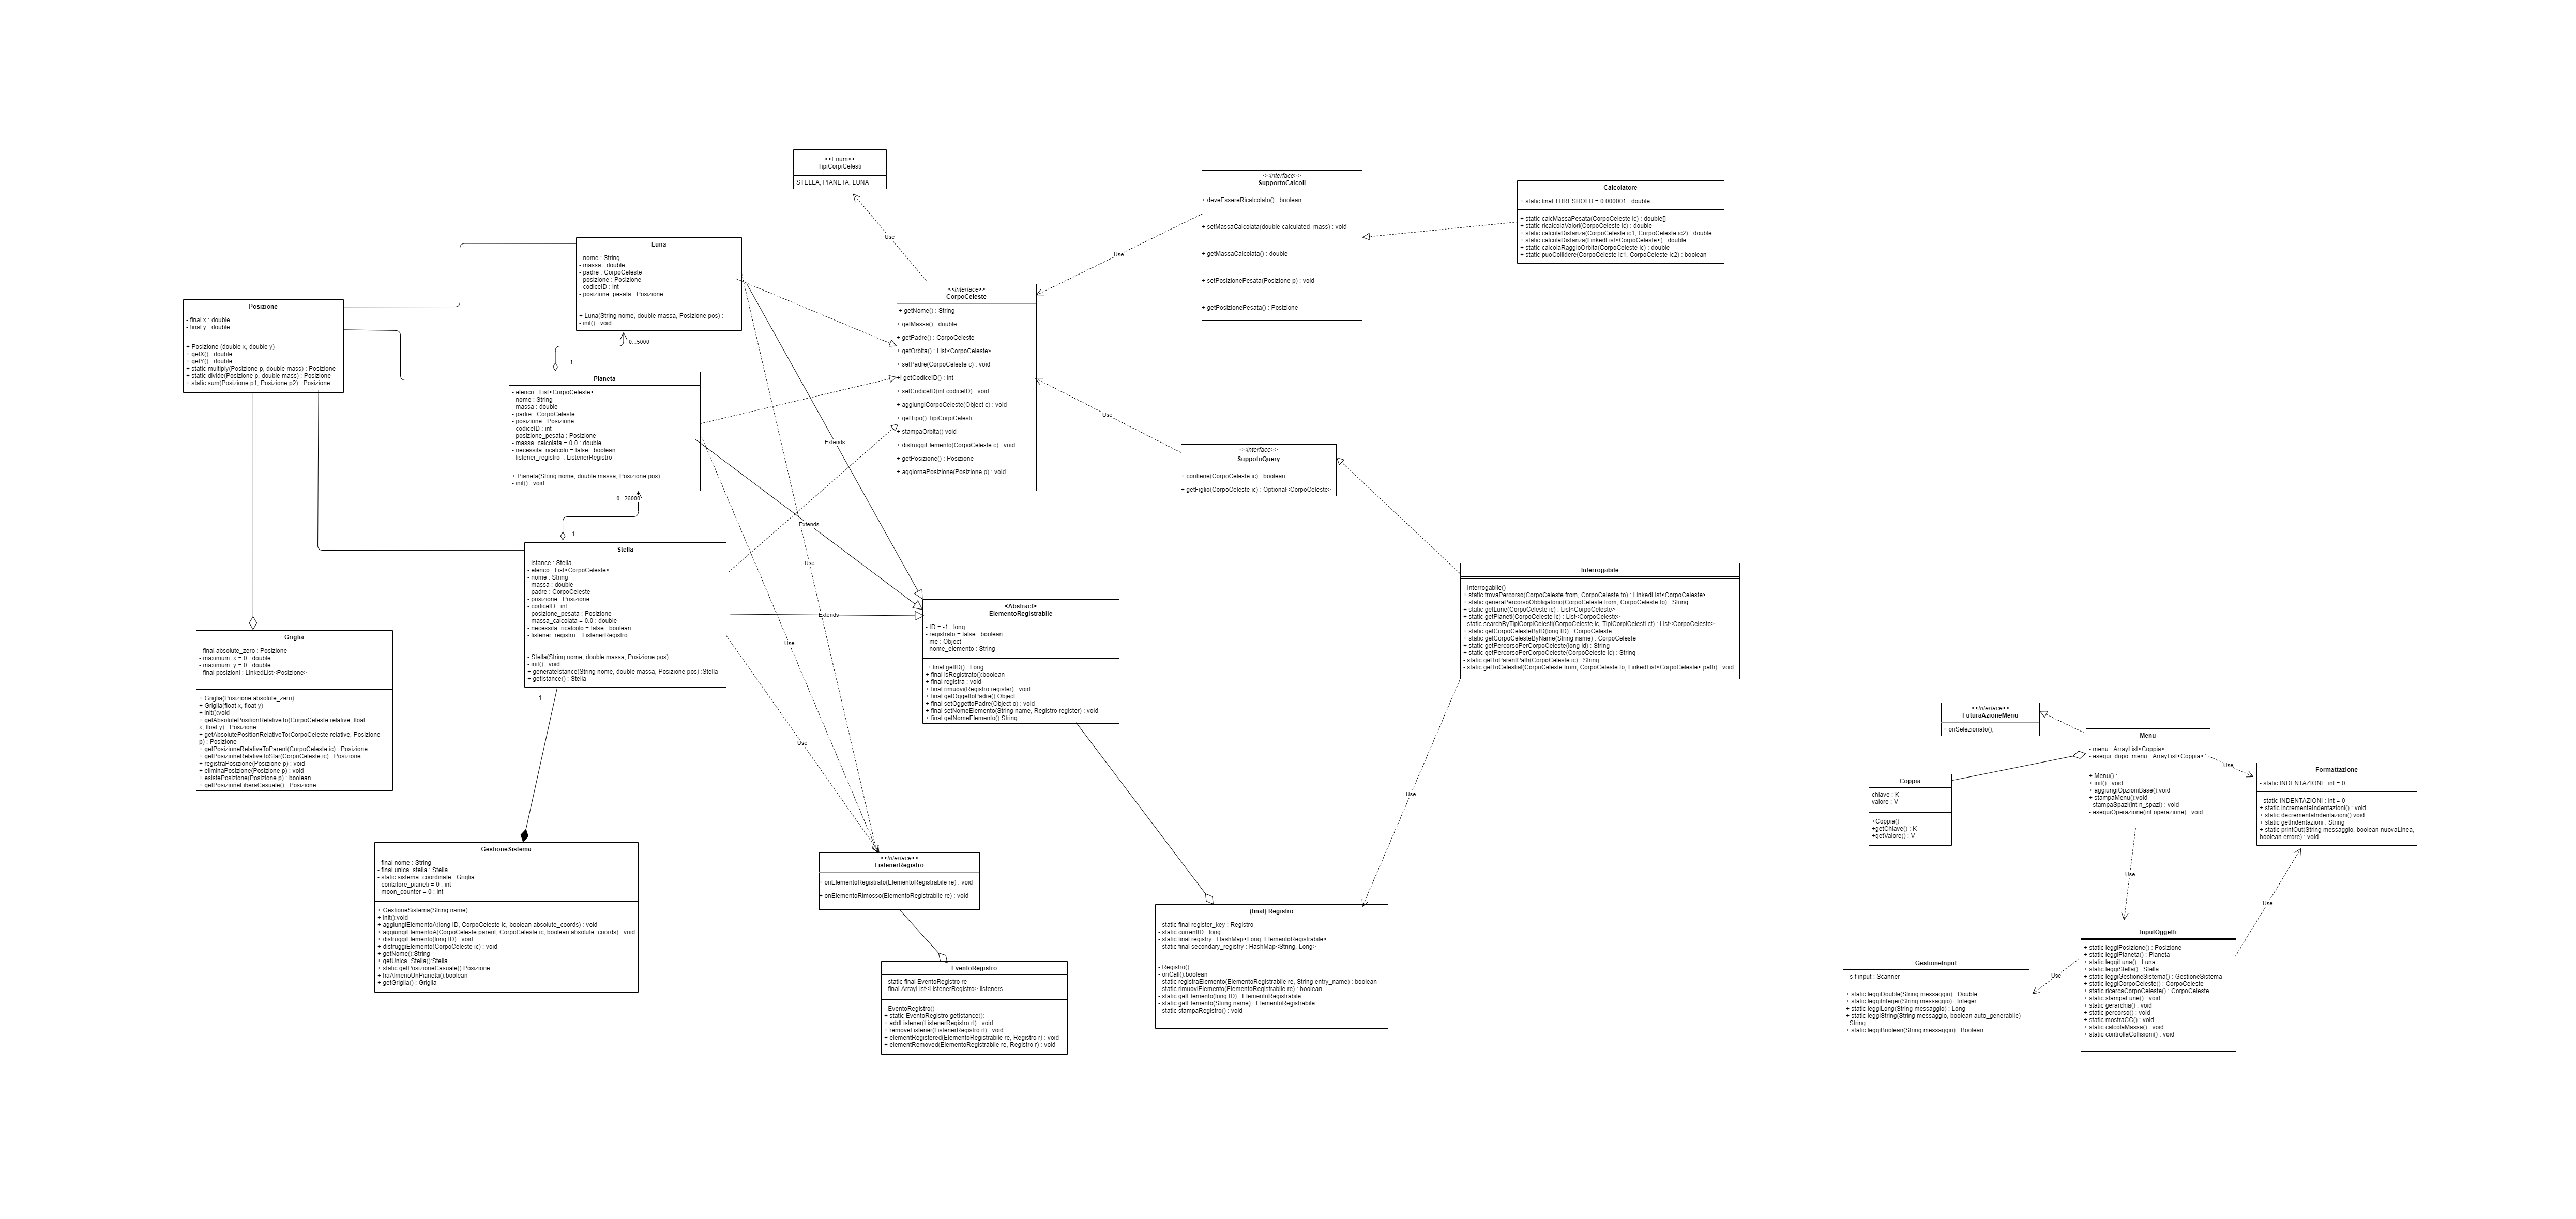 <<Enum>>
TipiCorpiCelesti
STELLA, PIANETA, LUNA
Use
<<interface>>
SupportoCalcoli
+ deveEssereRicalcolato() : boolean
+ setMassaCalcolata(double calculated_mass) : void
+ getMassaCalcolata() : double
+ setPosizionePesata(Posizione p) : void
+ getPosizionePesata() : Posizione
Use
Calcolatore
+ static final THRESHOLD = 0.000001 : double
+ static calcMassaPesata(CorpoCeleste ic) : double[]
+ static ricalcolaValori(CorpoCeleste ic) : double
+ static calcolaDistanza(CorpoCeleste ic1, CorpoCeleste ic2) : double
+ static calcolaDistanza(LinkedList<CorpoCeleste>) : double
+ static calcolaRaggioOrbita(CorpoCeleste ic) : double
+ static puoCollidere(CorpoCeleste ic1, CorpoCeleste ic2) : boolean
Luna
- nome : String
- massa : double
- padre : CorpoCeleste
- posizione : Posizione
- codiceID : int
- posizione_pesata : Posizione
+ Luna(String nome, double massa, Posizione pos) :
- init() : void
0...5000
1
Posizione
- final x : double
- final y : double
+ Posizione (double x, double y)
+ getX() : double
+ getY() : double
+ static multiply(Posizione p, double mass) : Posizione
+ static divide(Posizione p, double mass) : Posizione
+ static sum(Posizione p1, Posizione p2) : Posizione
<<interface>>
CorpoCeleste
+ getNome() : String
+ getMassa() : double
+ getPadre() : CorpoCeleste
+ getOrbita() : List<CorpoCeleste>
+ setPadre(CorpoCeleste c) : void
+i getCodiceID() : int
+ setCodiceID(int codiceID) : void
+ aggiungiCorpoCeleste(Object c) : void
+ getTipo() TipiCorpiCelesti
+ stampaOrbita() void
+ distruggiElemento(CorpoCeleste c) : void
+ getPosizione() : Posizione
+ aggiornaPosizione(Posizione p) : void
Pianeta
- elenco : List<CorpoCeleste>
- nome : String
- massa : double
- padre : CorpoCeleste
- posizione : Posizione
- codiceID : int
- posizione_pesata : Posizione
- massa_calcolata = 0.0 : double
- necessita_ricalcolo = false : boolean
- listener_registro : ListenerRegistro
+ Pianeta(String nome, double massa, Posizione pos)
- init() : void
0...26000
1
Extends
Extends
Use
Use
<<interface>>
SuppotoQuery
+ contiene(CorpoCeleste ic) : boolean
+ getFiglio(CorpoCeleste ic) : Optional<CorpoCeleste>
Stella
- istance : Stella
- elenco : List<CorpoCeleste>
- nome : String
- massa : double
- padre : CorpoCeleste
- posizione : Posizione
- codiceID : int
- posizione_pesata : Posizione
- massa_calcolata = 0.0 : double
- necessita_ricalcolo = false : boolean
- listener_registro : ListenerRegistro
- Stella(String nome, double massa, Posizione pos) :
- init() : void
+ generateIstance(String nome, double massa, Posizione pos) :Stella
+ getIstance() : Stella
1
Extends
Use
Use
<Abstract>
ElementoRegistrabile
- ID = -1 : long
- registrato = false : boolean
- me : Object
- nome_elemento : String
+ final getID() : Long
+ final isRegistrato():boolean
+ final registra : void
+ final rimuovi(Registro register) : void
+ final getOggettoPadre():Object
+ final setOggettoPadre(Object o) : void
+ final setNomeElemento(String name, Registro register) : void
+ final getNomeElemento():String
Interrogabile
- Interrogabile()
+ static trovaPercorso(CorpoCeleste from, CorpoCeleste to) : LinkedList<CorpoCeleste>
+ static generaPercorsoObbligatorio(CorpoCeleste from, CorpoCeleste to) : String
+ static getLune(CorpoCeleste ic) : List<CorpoCeleste>
+ static getPianeti(CorpoCeleste ic) : List<CorpoCeleste>
- static searchByTipiCorpiCelesti(CorpoCeleste ic, TipiCorpiCelesti ct) : List<CorpoCeleste>
+ static getCorpoCelesteByID(long ID) : CorpoCeleste
+ static getCorpoCelesteByName(String name) : CorpoCeleste
+ static getPercorsoPerCorpoCeleste(long id) : String
+ static getPercorsoPerCorpoCeleste(CorpoCeleste ic) : String
- static getToParentPath(CorpoCeleste ic) : String
- static getToCelestial(CorpoCeleste from, CorpoCeleste to, LinkedList<CorpoCeleste> path) : void
Use
Griglia
- final absolute_zero : Posizione
- maximum_x = 0 : double
- maximum_y = 0 : double
- final posizioni : LinkedList<Posizione>
+ Griglia(Posizione absolute_zero)
+ Griglia(float x, float y)
+ init():void
+ getAbsolutePositionRelativeTo(CorpoCeleste relative, float
x, float y) : Posizione
+ getAbsolutePositionRelativeTo(CorpoCeleste relative, Posizione
p) : Posizione
+ getPosizioneRelativeToParent(CorpoCeleste ic) : Posizione
+ getPosizioneRelativeToStar(CorpoCeleste ic) : Posizione
+ registraPosizione(Posizione p) : void
+ eliminaPosizione(Posizione p) : void
+ esistePosizione(Posizione p) : boolean
+ getPosizioneLiberaCasuale() : Posizione
GestioneSistema
- final nome : String
- final unica_stella : Stella
- static sistema_coordinate : Griglia
- contatore_pianeti = 0 : int
- moon_counter = 0 : int
+ GestioneSistema(String name)
+ init():void
+ aggiungiElementoA(long ID, CorpoCeleste ic, boolean absolute_coords) : void
+ aggiungiElementoA(CorpoCeleste parent, CorpoCeleste ic, boolean absolute_coords) : void
+ distruggiElemento(long ID) : void
+ distruggiElemento(CorpoCeleste ic) : void
+ getNome():String
+ getUnica_Stella():Stella
+ static getPosizioneCasuale():Posizione
+ haAlmenoUnPianeta():boolean
+ getGriglia() : Griglia
<<interface>>
ListenerRegistro
+ onElementoRegistrato(ElementoRegistrabile re) : void
+ onElementoRimosso(ElementoRegistrabile re) : void
EventoRegistro
- static final EventoRegistro re
- final ArrayList<ListenerRegistro> listeners
- EventoRegistro()
+ static EventoRegistro getIstance():
+ addListener(ListenerRegistro rl) : void
+ removeListener(ListenerRegistro rl) : void
+ elementRegistered(ElementoRegistrabile re, Registro r) : void
+ elementRemoved(ElementoRegistrabile re, Registro r) : void
(final) Registro
- static final register_key : Registro
- static currentID : long
- static final registry : HashMap<Long, ElementoRegistrabile>
- static final secondary_registry : HashMap<String, Long>
- Registro()
- onCall():boolean
- static registraElemento(ElementoRegistrabile re, String entry_name) : boolean
- static rimuoviElemento(ElementoRegistrabile re) : boolean
- static getElemento(long ID) : ElementoRegistrabile
- static getElemento(String name) : ElementoRegistrabile
- static stampaRegistro() : void
<<interface>>
FuturaAzioneMenu
+ onSelezionato();
Menu
- menu : ArrayList<Coppia>
- esegui_dopo_menu : ArrayList<Coppia>
+ Menu() :
+ init() : void
+ aggiungiOpzioniBase():void
+ stampaMenu():void
- stampaSpazi(int n_spazi) : void
- eseguiOperazione(int operazione) : void
Use
Coppia
chiave : K
valore : V
+Coppia()
+getChiave() : K
+getValore() : V
Formattazione
- static INDENTAZIONI : int = 0
- static INDENTAZIONI : int = 0
+ static incrementaIndentazioni() : void
+ static decrementaIndentazioni():void
+ static getIndentazioni : String
+ static printOut(String messaggio, boolean nuovaLinea,
boolean errore) : void
Use
Use
InputOggetti
+ static leggiPosizione() : Posizione
+ static leggiPianeta() : Pianeta
+ static leggiLuna() : Luna
+ static leggiStella() : Stella
+ static leggiGestioneSistema() : GestioneSistema
+ static leggiCorpoCeleste() : CorpoCeleste
+ static ricercaCorpoCeleste() : CorpoCeleste
+ static stampaLune() : void
+ static gerarchia() : void
+ static percorso() : void
+ static mostraCC() : void
+ static calcolaMassa() : void
+ static controllaCollisioni() : void
Use
GestioneInput
- s f input : Scanner
+ static leggiDouble(String messaggio) : Double
+ static leggiInteger(String messaggio) : Integer
+ static leggiLong(String messaggio) : Long
+ static leggiString(String messaggio, boolean auto_generabile)
: String
+ static leggiBoolean(String messaggio) : Boolean